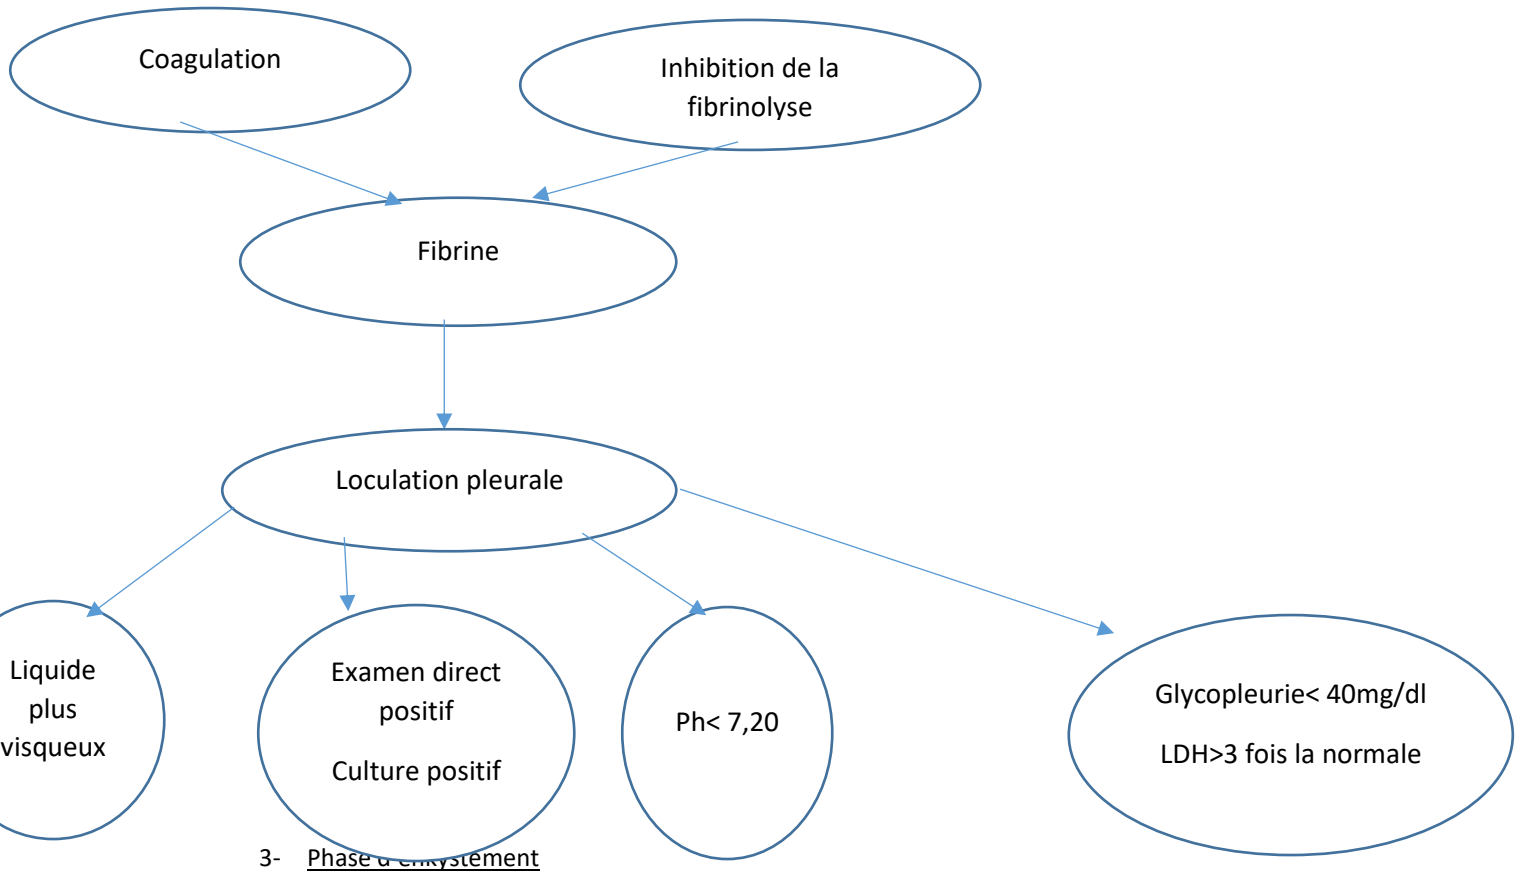 Coagulation
Inhibition de la
fibrinolyse
Fibrine
Loculation pleurale
Liquide
plus
visqueux
Examen direct
positif
Culture positif
Ph< 7,20
Glycopleurie< 40mg/dl
LDH>3 fois la normale
3- Phase d'enkystement